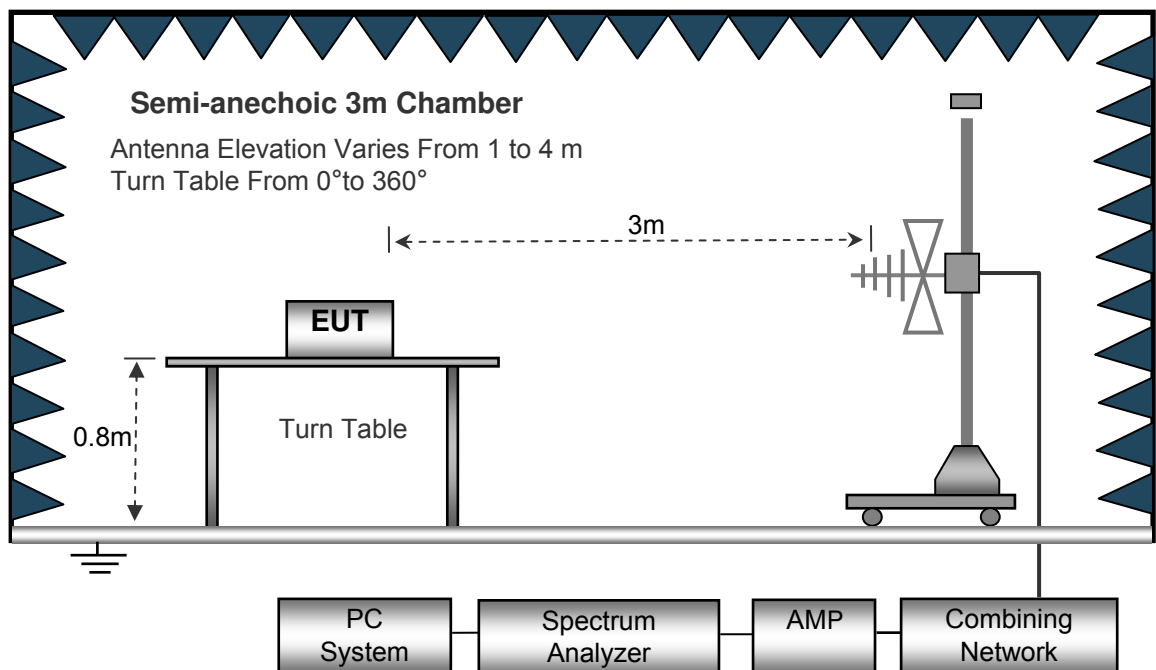 Semi-anechoic 3m Chamber
Antenna Elevation Varies From 1 to 4 m
Turn Table From 0°to 360°
3m
EUT
0.8m
Turn Table
PC
System
Spectrum
Analyzer
AMP
Combining
Network